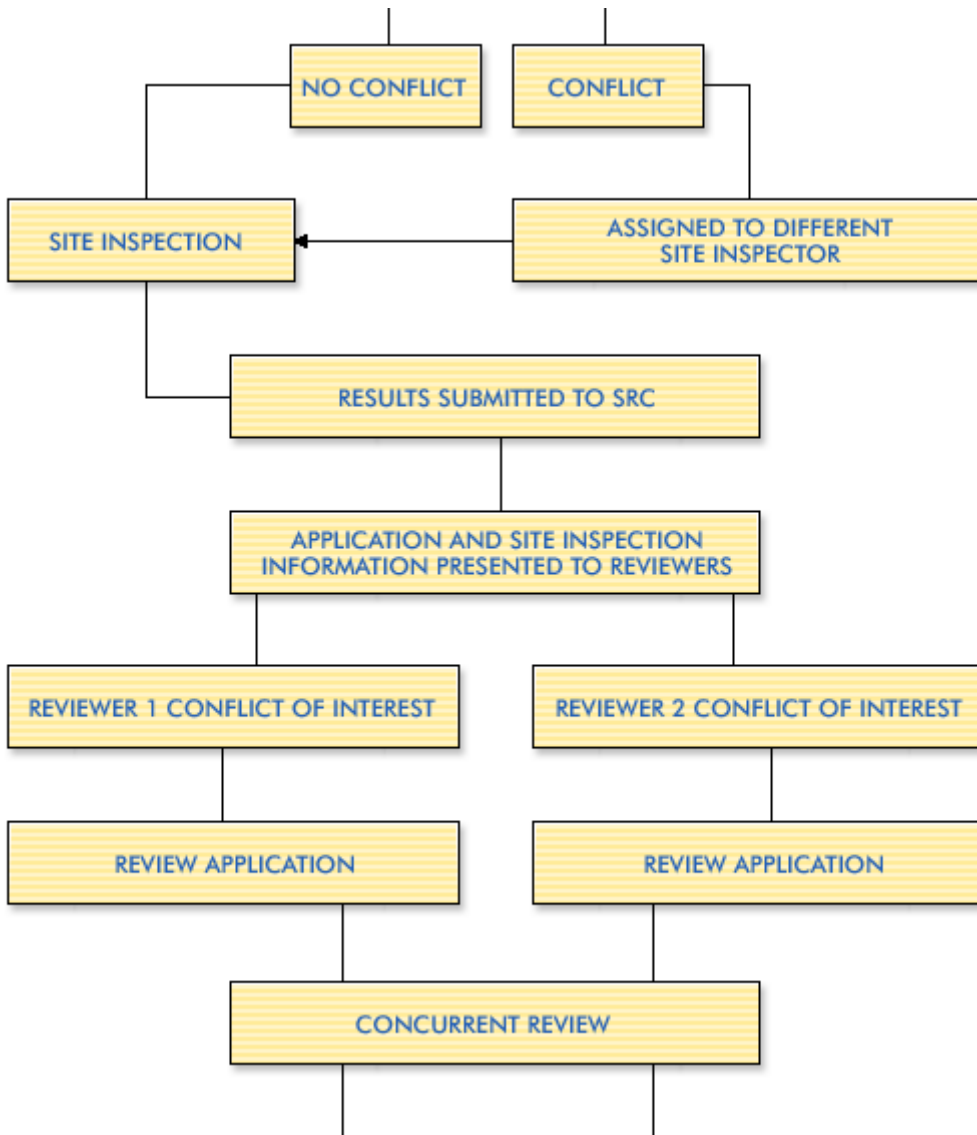 NO CONFLICT
CONFLICT
SITE INSPECTION
ASSIGNED TO DIFFERENT
SITE INSPECTOR
RESULTS SUBMITTED TO SRC
APPLICATION AND SITE INSPECTION
INFORMATION PRESENTED TO REVIEWERS
REVIEWER 1 CONFLICT OF INTEREST
REVIEWER 2 CONFLICT OF INTEREST
REVIEW APPLICATION
REVIEW APPLICATION
CONCURRENT REVIEW